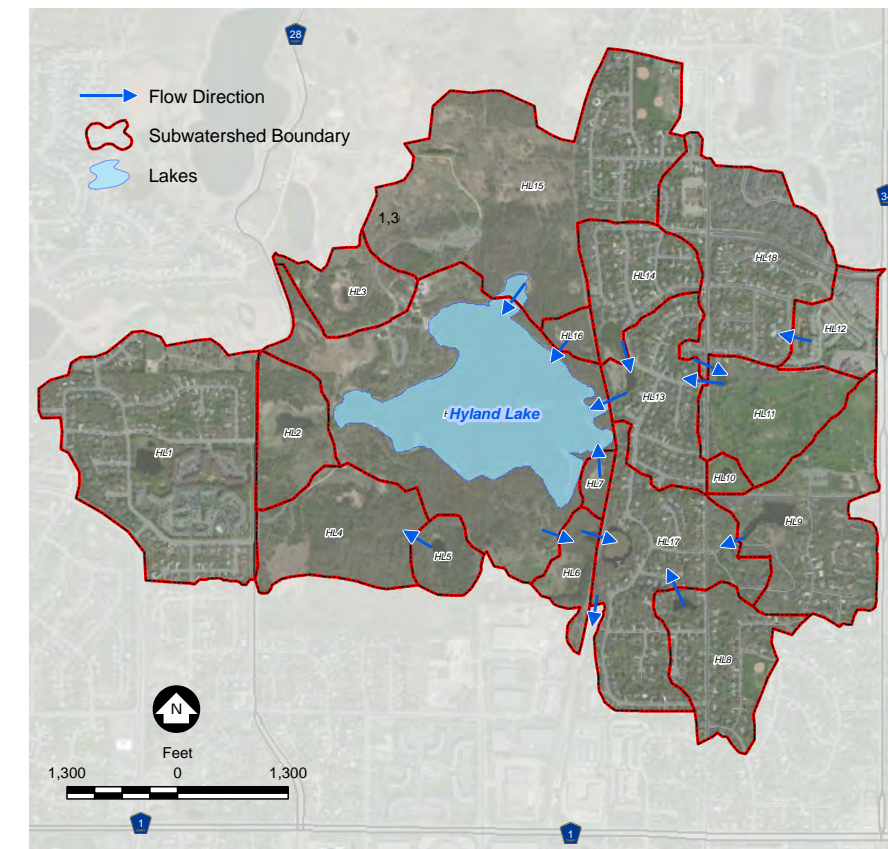 28
Flow Direction
Subwatershed Boundary
Lakes
HL15
1,3
HL18
HL14
HL3
HL12
HL16
HL13
HL11
Hyland Lake
HL2
HL1
HL10
HL7
HL9
HL4
HL17
HL5
HL6
HL8
N
Feet
1,300 0 1,300
1
1